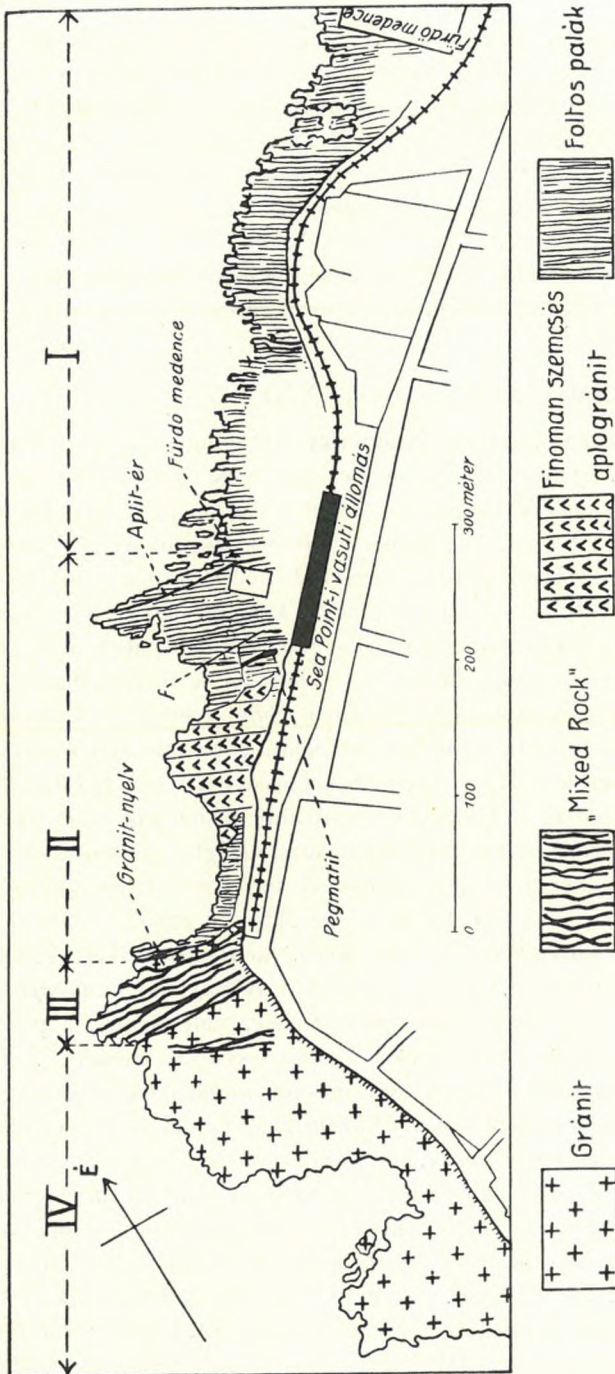 IV
III
II
I
É
Gránit-nyelv
F.
Aplit-ér
Fürdo medence
Fürdő medence
Pegmatit
Sea Point-i vasuti állomás
0
100
200
300 méter
Gránit
„Mixed Rock"
Finoman szemcsés
aplogránit
Foltos palák